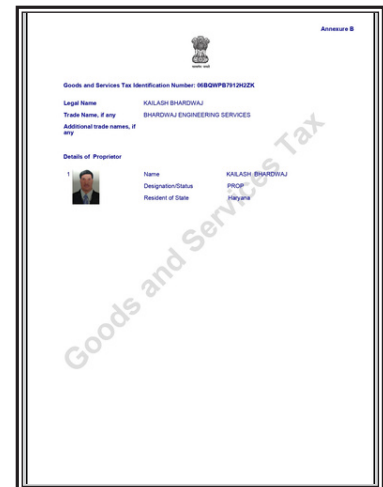 Annexure B
Goods and Services Tax Identification Number: 06BQWPB7912H2ZK
Legal Name KAILASH BHARDWAJ
Trade Name, if any BHARDWAJ ENGINEERING SERVICES
Additional trade names, if
any
Details of Proprietor
1 Name KAILASH BHARDWAJ
Designation/Status PROP
Resident of State Haryana
Goods and Services Tax